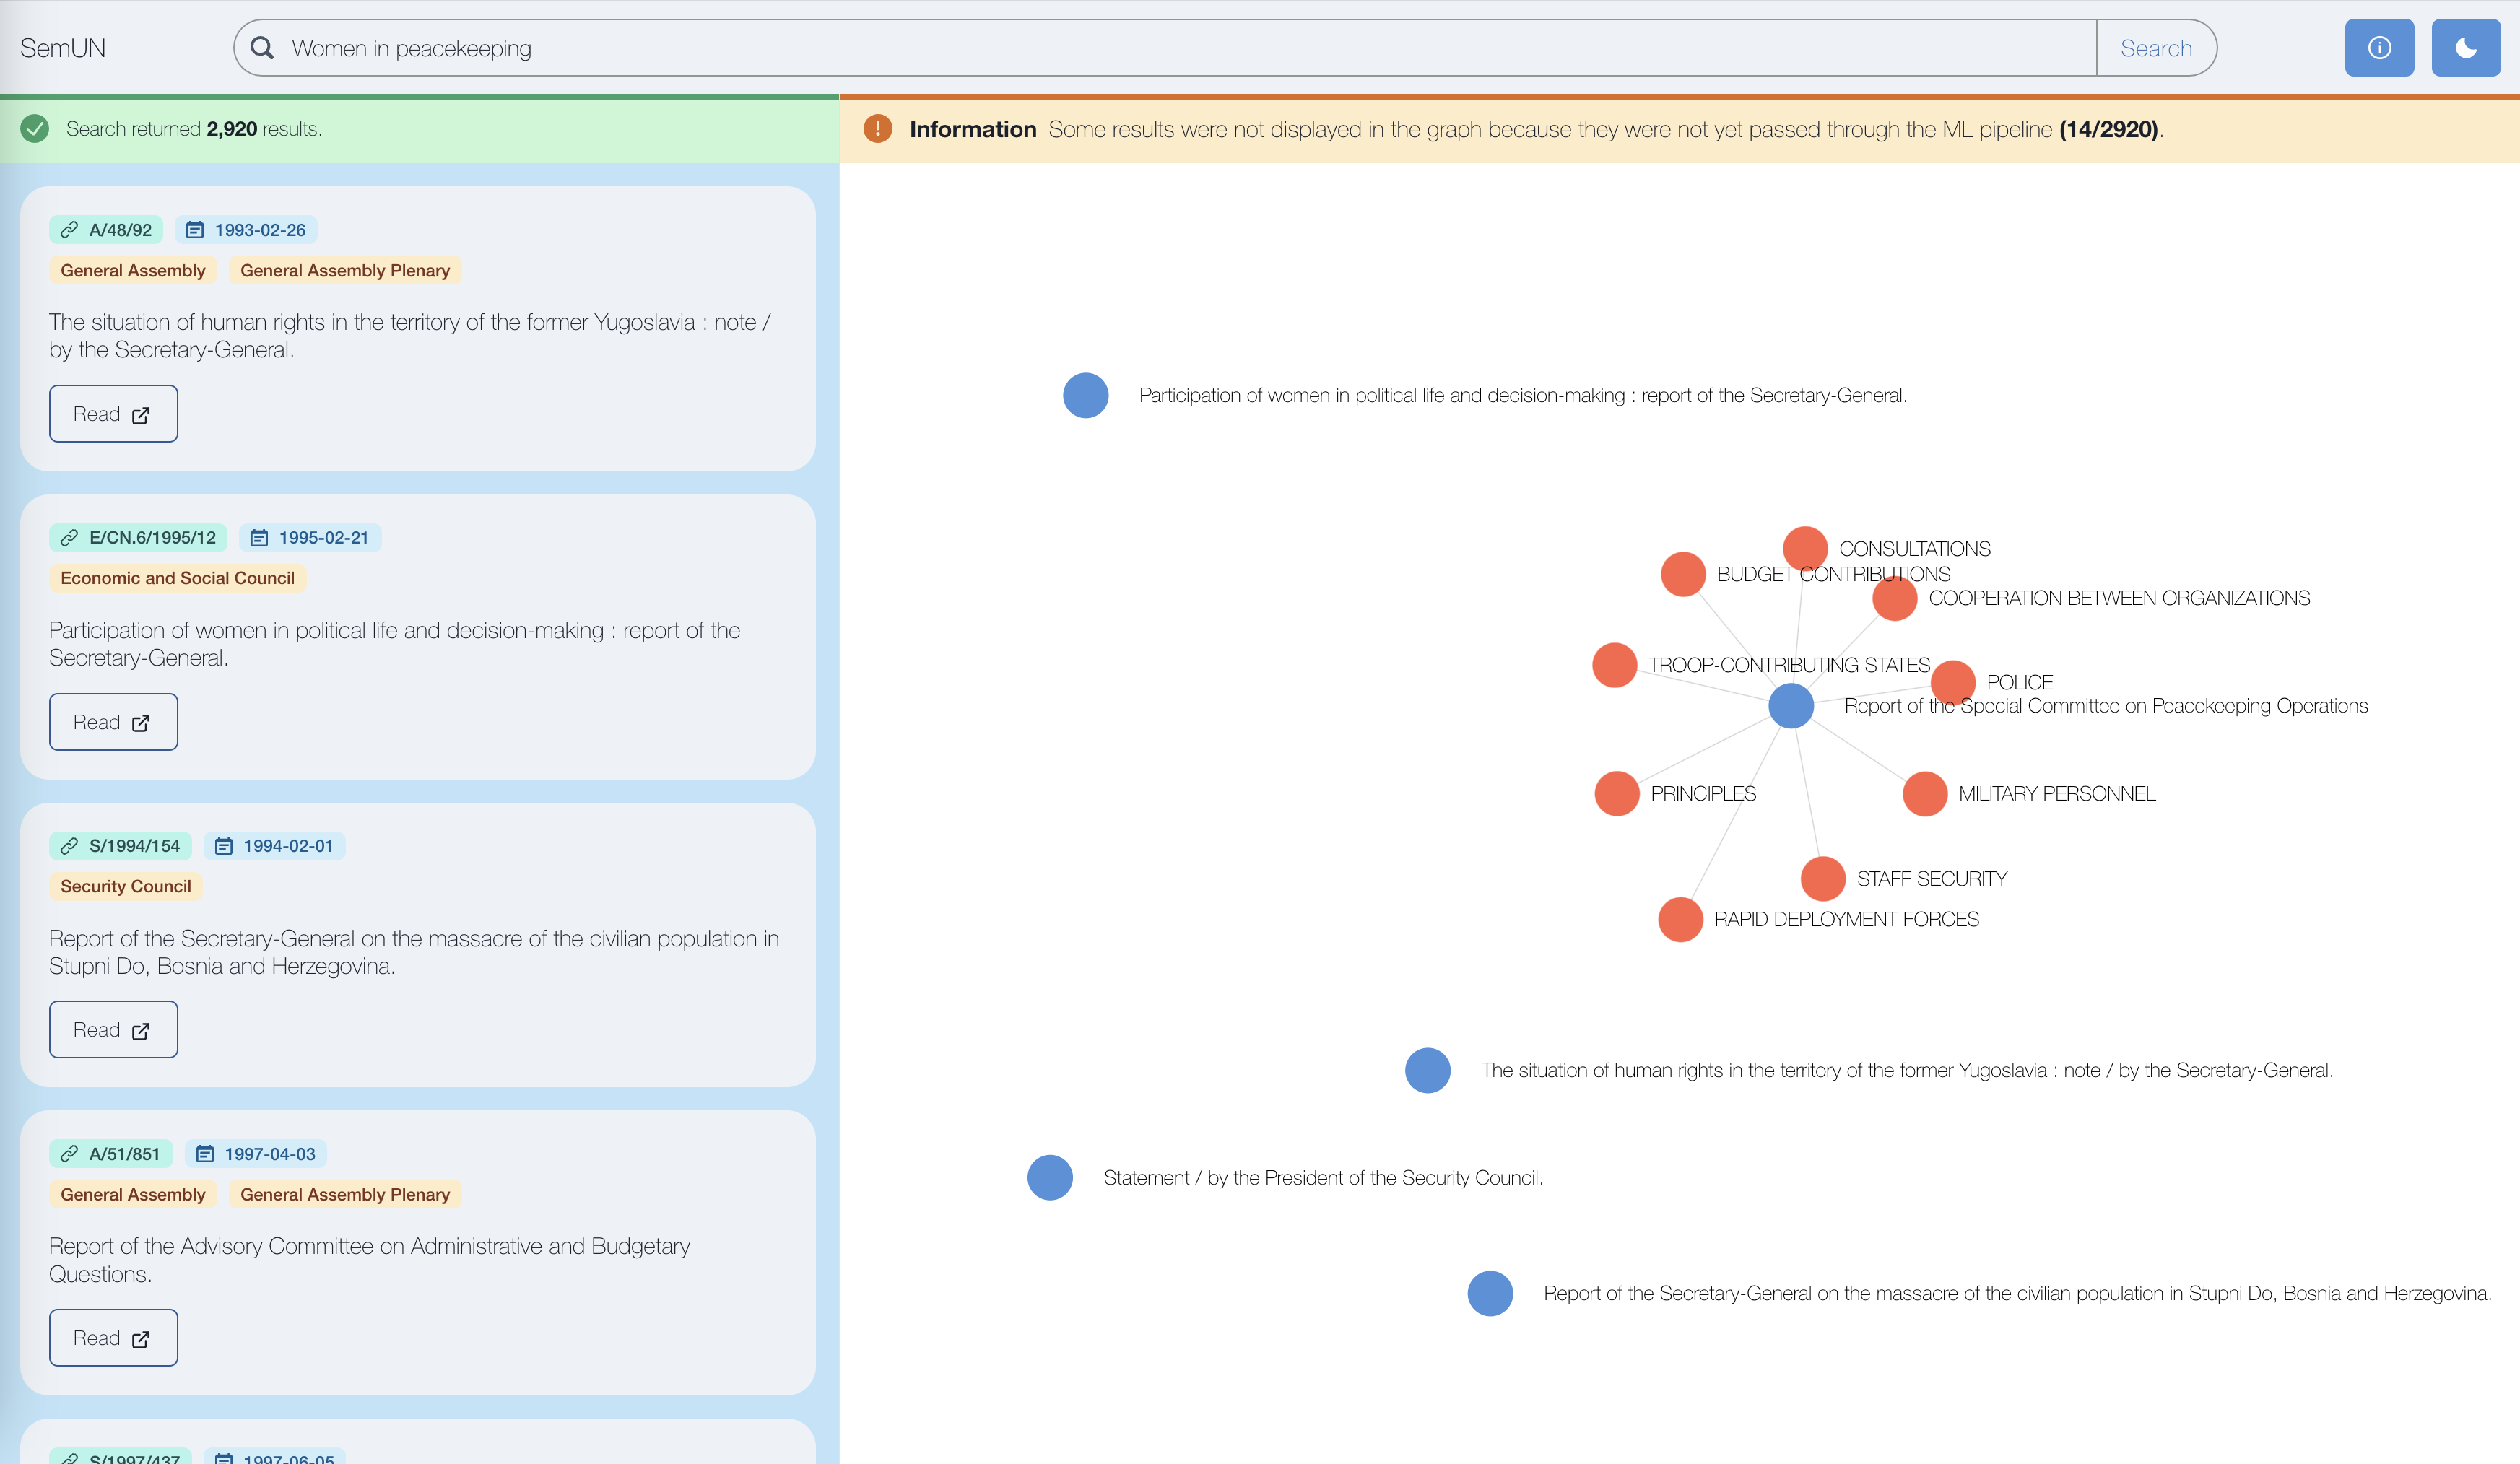 SemUN
Women in peacekeeping
Search
Search returned 2,920 results.
Information Some results were not displayed in the graph because they were not yet passed through the ML pipeline (14/2920).
A/48/92 1993-02-26
General Assembly General Assembly Plenary
The situation of human rights in the territory of the former Yugoslavia : note /
by the Secretary-General.
Read
E/CN.6/1995/12 1995-02-21
Economic and Social Council
Participation of women in political life and decision-making : report of the
Secretary-General.
Read
S/1994/154 1994-02-01
Security Council
Report of the Secretary-General on the massacre of the civilian population in
Stupni Do, Bosnia and Herzegovina.
Read
A/51/851 1997-04-03
General Assembly General Assembly Plenary
Report of the Advisory Committee on Administrative and Budgetary
Questions.
Read
S/1997/437 1997-06-05
Participation of women in political life and decision-making : report of the Secretary-General.
CONSULTATIONS
BUDGET CONTRIBUTIONS
COOPERATION BETWEEN ORGANIZATIONS
TROOP-CONTRIBUTING STATES
POLICE
Report of the Special Committee on Peacekeeping Operations
PRINCIPLES
MILITARY PERSONNEL
STAFF SECURITY
RAPID DEPLOYMENT FORCES
The situation of human rights in the territory of the former Yugoslavia : note / by the Secretary-General.
Statement / by the President of the Security Council.
Report of the Secretary-General on the massacre of the civilian population in Stupni Do, Bosnia and Herzegovina.